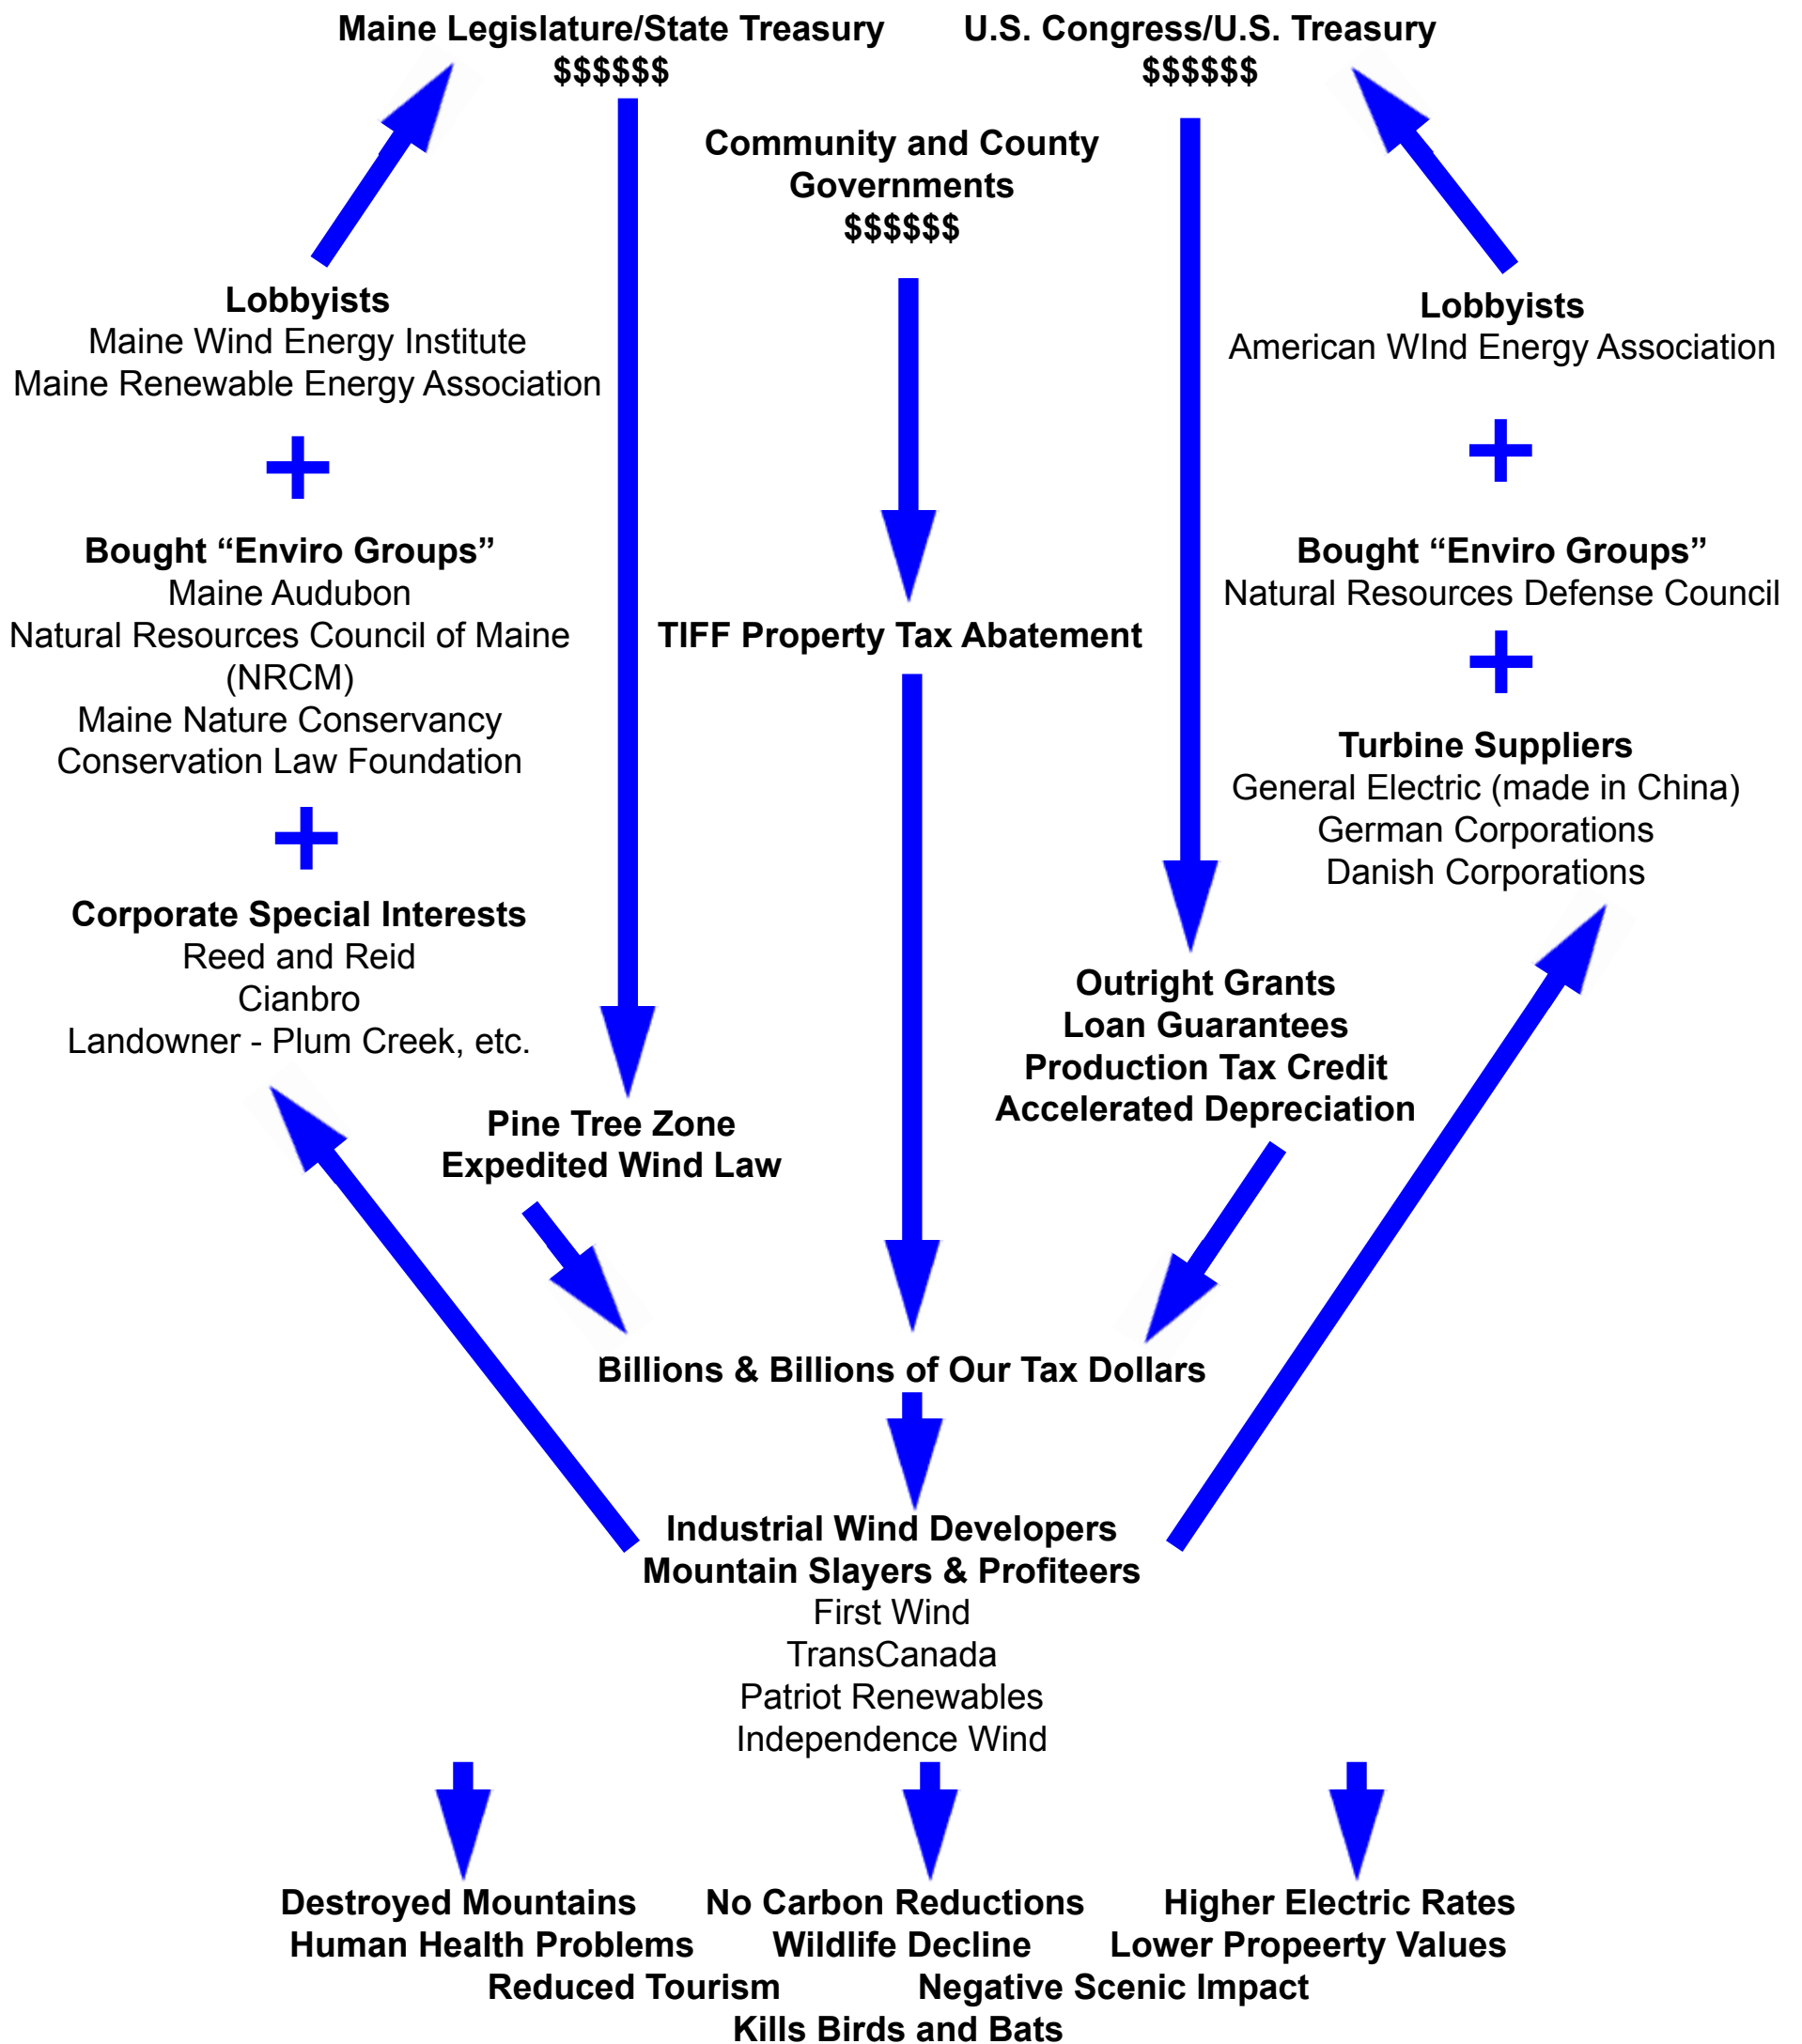 Maine Legislature/State Treasury
$$$$$$
U.S. Congress/U.S. Treasury
$$$$$$
Community and County
Governments
$$$$$$
Lobbyists
Maine Wind Energy Institute
Maine Renewable Energy Association
+
Bought “Enviro Groups”
Maine Audubon
Natural Resources Council of Maine
(NRCM)
Maine Nature Conservancy
Conservation Law Foundation
+
Corporate Special Interests
Reed and Reid
Cianbro
Landowner - Plum Creek, etc.
Lobbyists
American WInd Energy Association
+
Bought “Enviro Groups”
Natural Resources Defense Council
+
Turbine Suppliers
General Electric (made in China)
German Corporations
Danish Corporations
TIFF Property Tax Abatement
Outright Grants
Loan Guarantees
Production Tax Credit
Accelerated Depreciation
Pine Tree Zone
Expedited Wind Law
Billions & Billions of Our Tax Dollars
Industrial Wind Developers
Mountain Slayers & Profiteers
First Wind
TransCanada
Patriot Renewables
Independence Wind
Destroyed Mountains No Carbon Reductions Higher Electric Rates
Human Health Problems Wildlife Decline Lower Propeerty Values
Reduced Tourism Negative Scenic Impact
Kills Birds and Bats